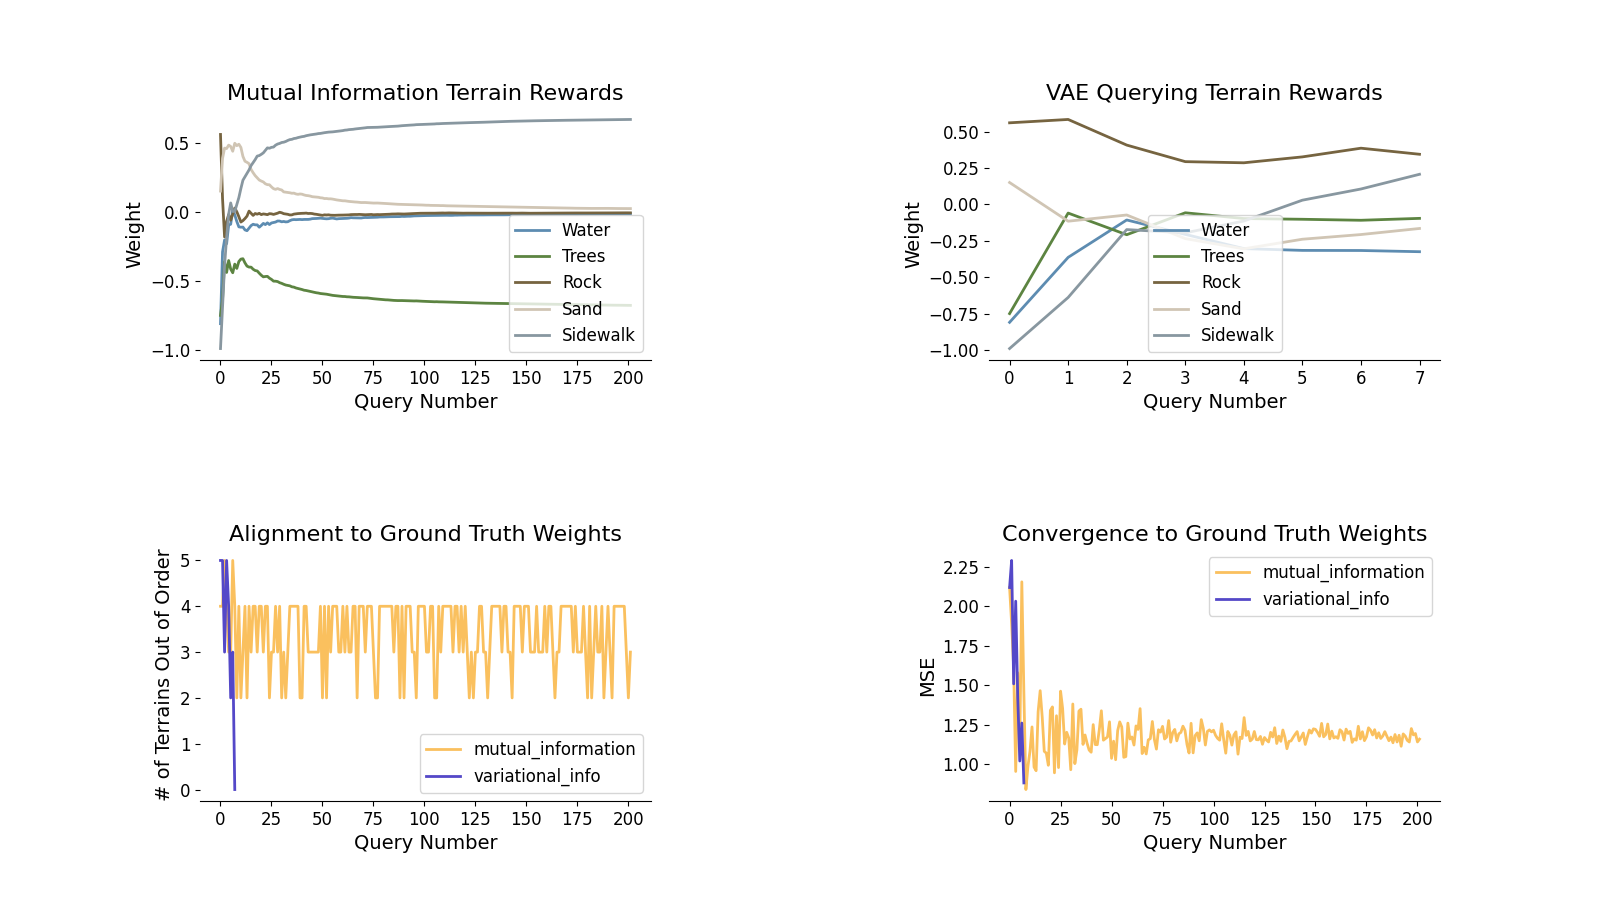 Mutual Information Terrain Rewards
Weight
0.5
0.0
−0.5
−1.0
Water
Trees
Rock
Sand
Sidewalk
0 25 50 75 100 125 150 175 200
Query Number
VAE Querying Terrain Rewards
Weight
0.50
0.25
0.00
−0.25
−0.50
−0.75
−1.00
Water
Trees
Rock
Sand
Sidewalk
0 1 2 3 4 5 6 7
Query Number
Alignment to Ground Truth Weights
# of Terrains Out of Order
5
4
3
2
1
0
mutual_information
variational_info
0 25 50 75 100 125 150 175 200
Query Number
Convergence to Ground Truth Weights
MSE
2.25
2.00
1.75
1.50
1.25
1.00
mutual_information
variational_info
0 25 50 75 100 125 150 175 200
Query Number